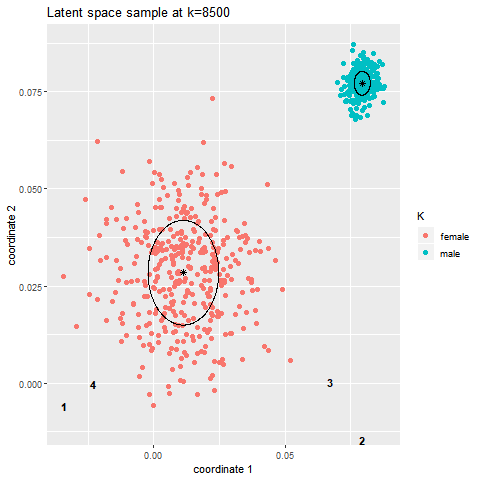 Latent space sample at k=8500
0.075
0.050
0.025
0.000
coordinate 2
1
4
3
2
0.00
0.05
coordinate 1
K
female
male